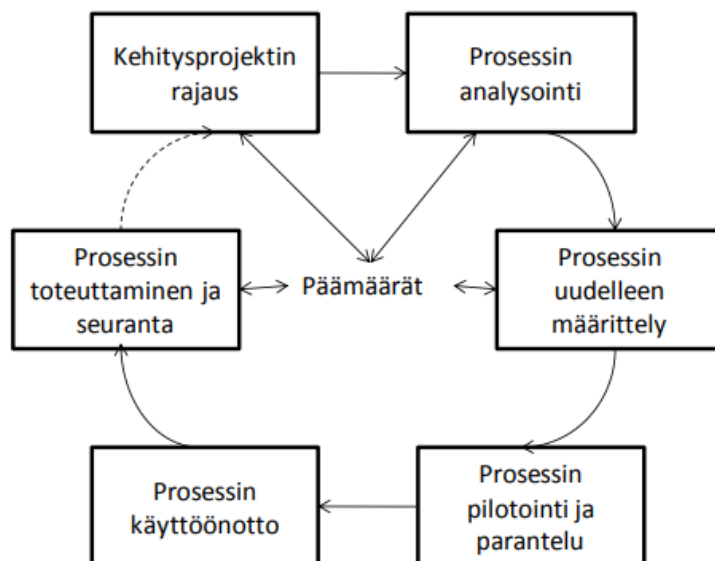 Kehitysprojektin
rajaus
Prosessin
analysointi
Prosessin
toteuttaminen ja
seuranta
Päämäärät
Prosessin
uudelleen
määrittely
Prosessin
käyttöönotto
Prosessin
pilotointi ja
parantelu